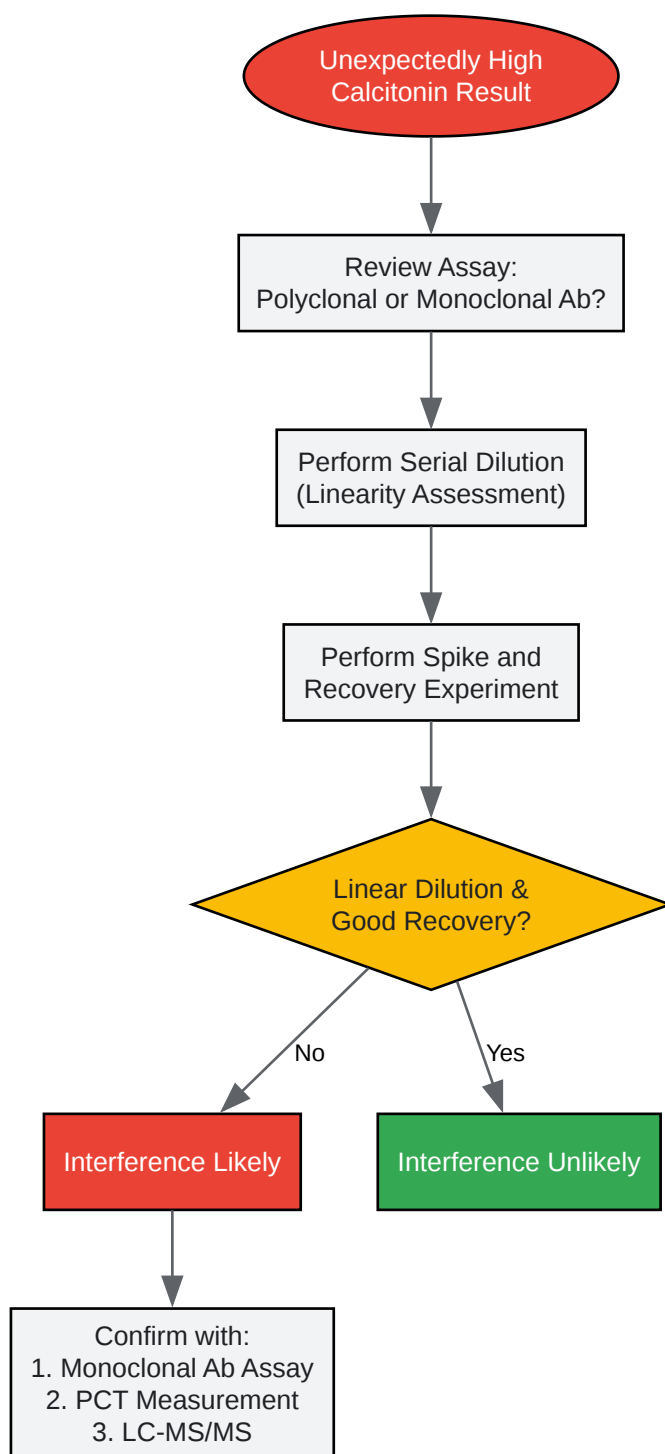 Unexpectedly High
Calcitonin Result
Review Assay:
Polyclonal or Monoclonal Ab?
Perform Serial Dilution
(Linearity Assessment)
Perform Spike and
Recovery Experiment
Linear Dilution &
Good Recovery?
No
Yes
Interference Likely
Interference Unlikely
Confirm with:
1. Monoclonal Ab Assay
2. PCT Measurement
3. LC-MS/MS